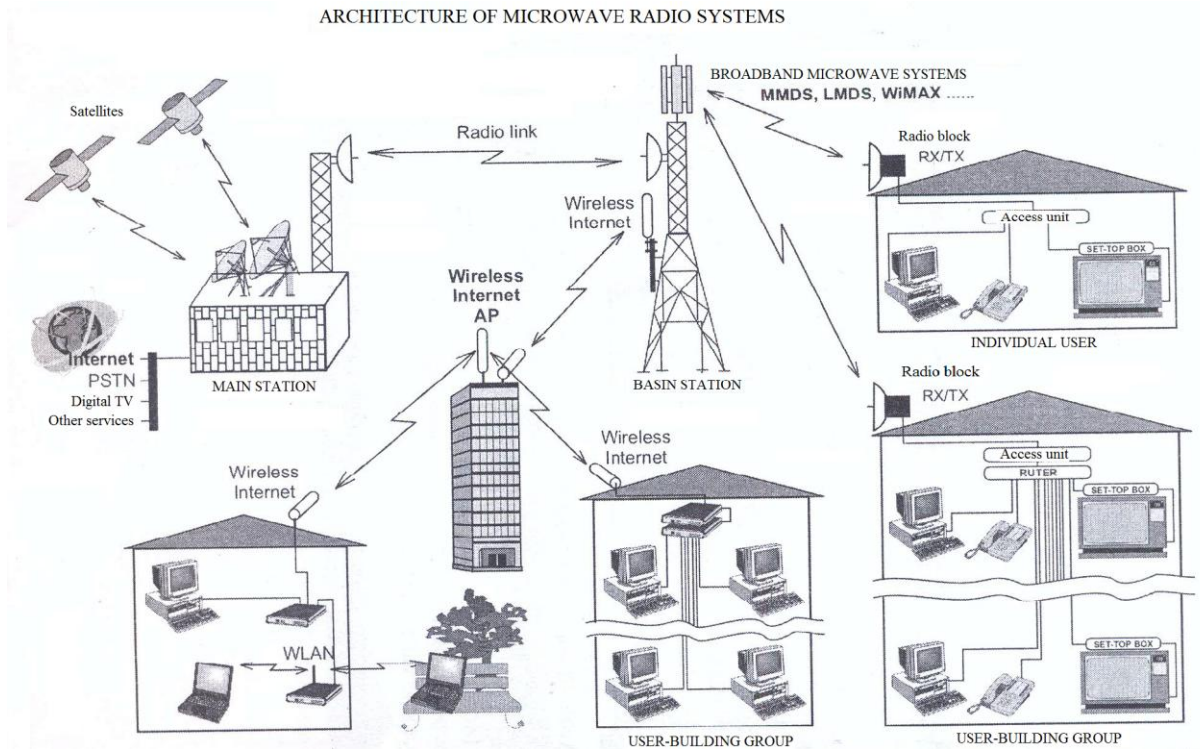 ARCHITECTURE OF MICROWAVE RADIO SYSTEMS
Satellites
Radio link
BROADBAND MICROWAVE SYSTEMS
MMDS, LMDS, WiMAX ......
Radio block
RX/TX
Access unit
SET-TOP BOX
INDIVIDUAL USER
Wireless
Internet
Wireless
Internet
AP
Internet
PSTN
Digital TV
Other services
MAIN STATION
BASIN STATION
Radio block
RX/TX
Access unit
RUTER
SET-TOP BOX
SET-TOP BOX
USER-BUILDING GROUP
Wireless
Internet
WLAN
Wireless
Internet
USER-BUILDING GROUP